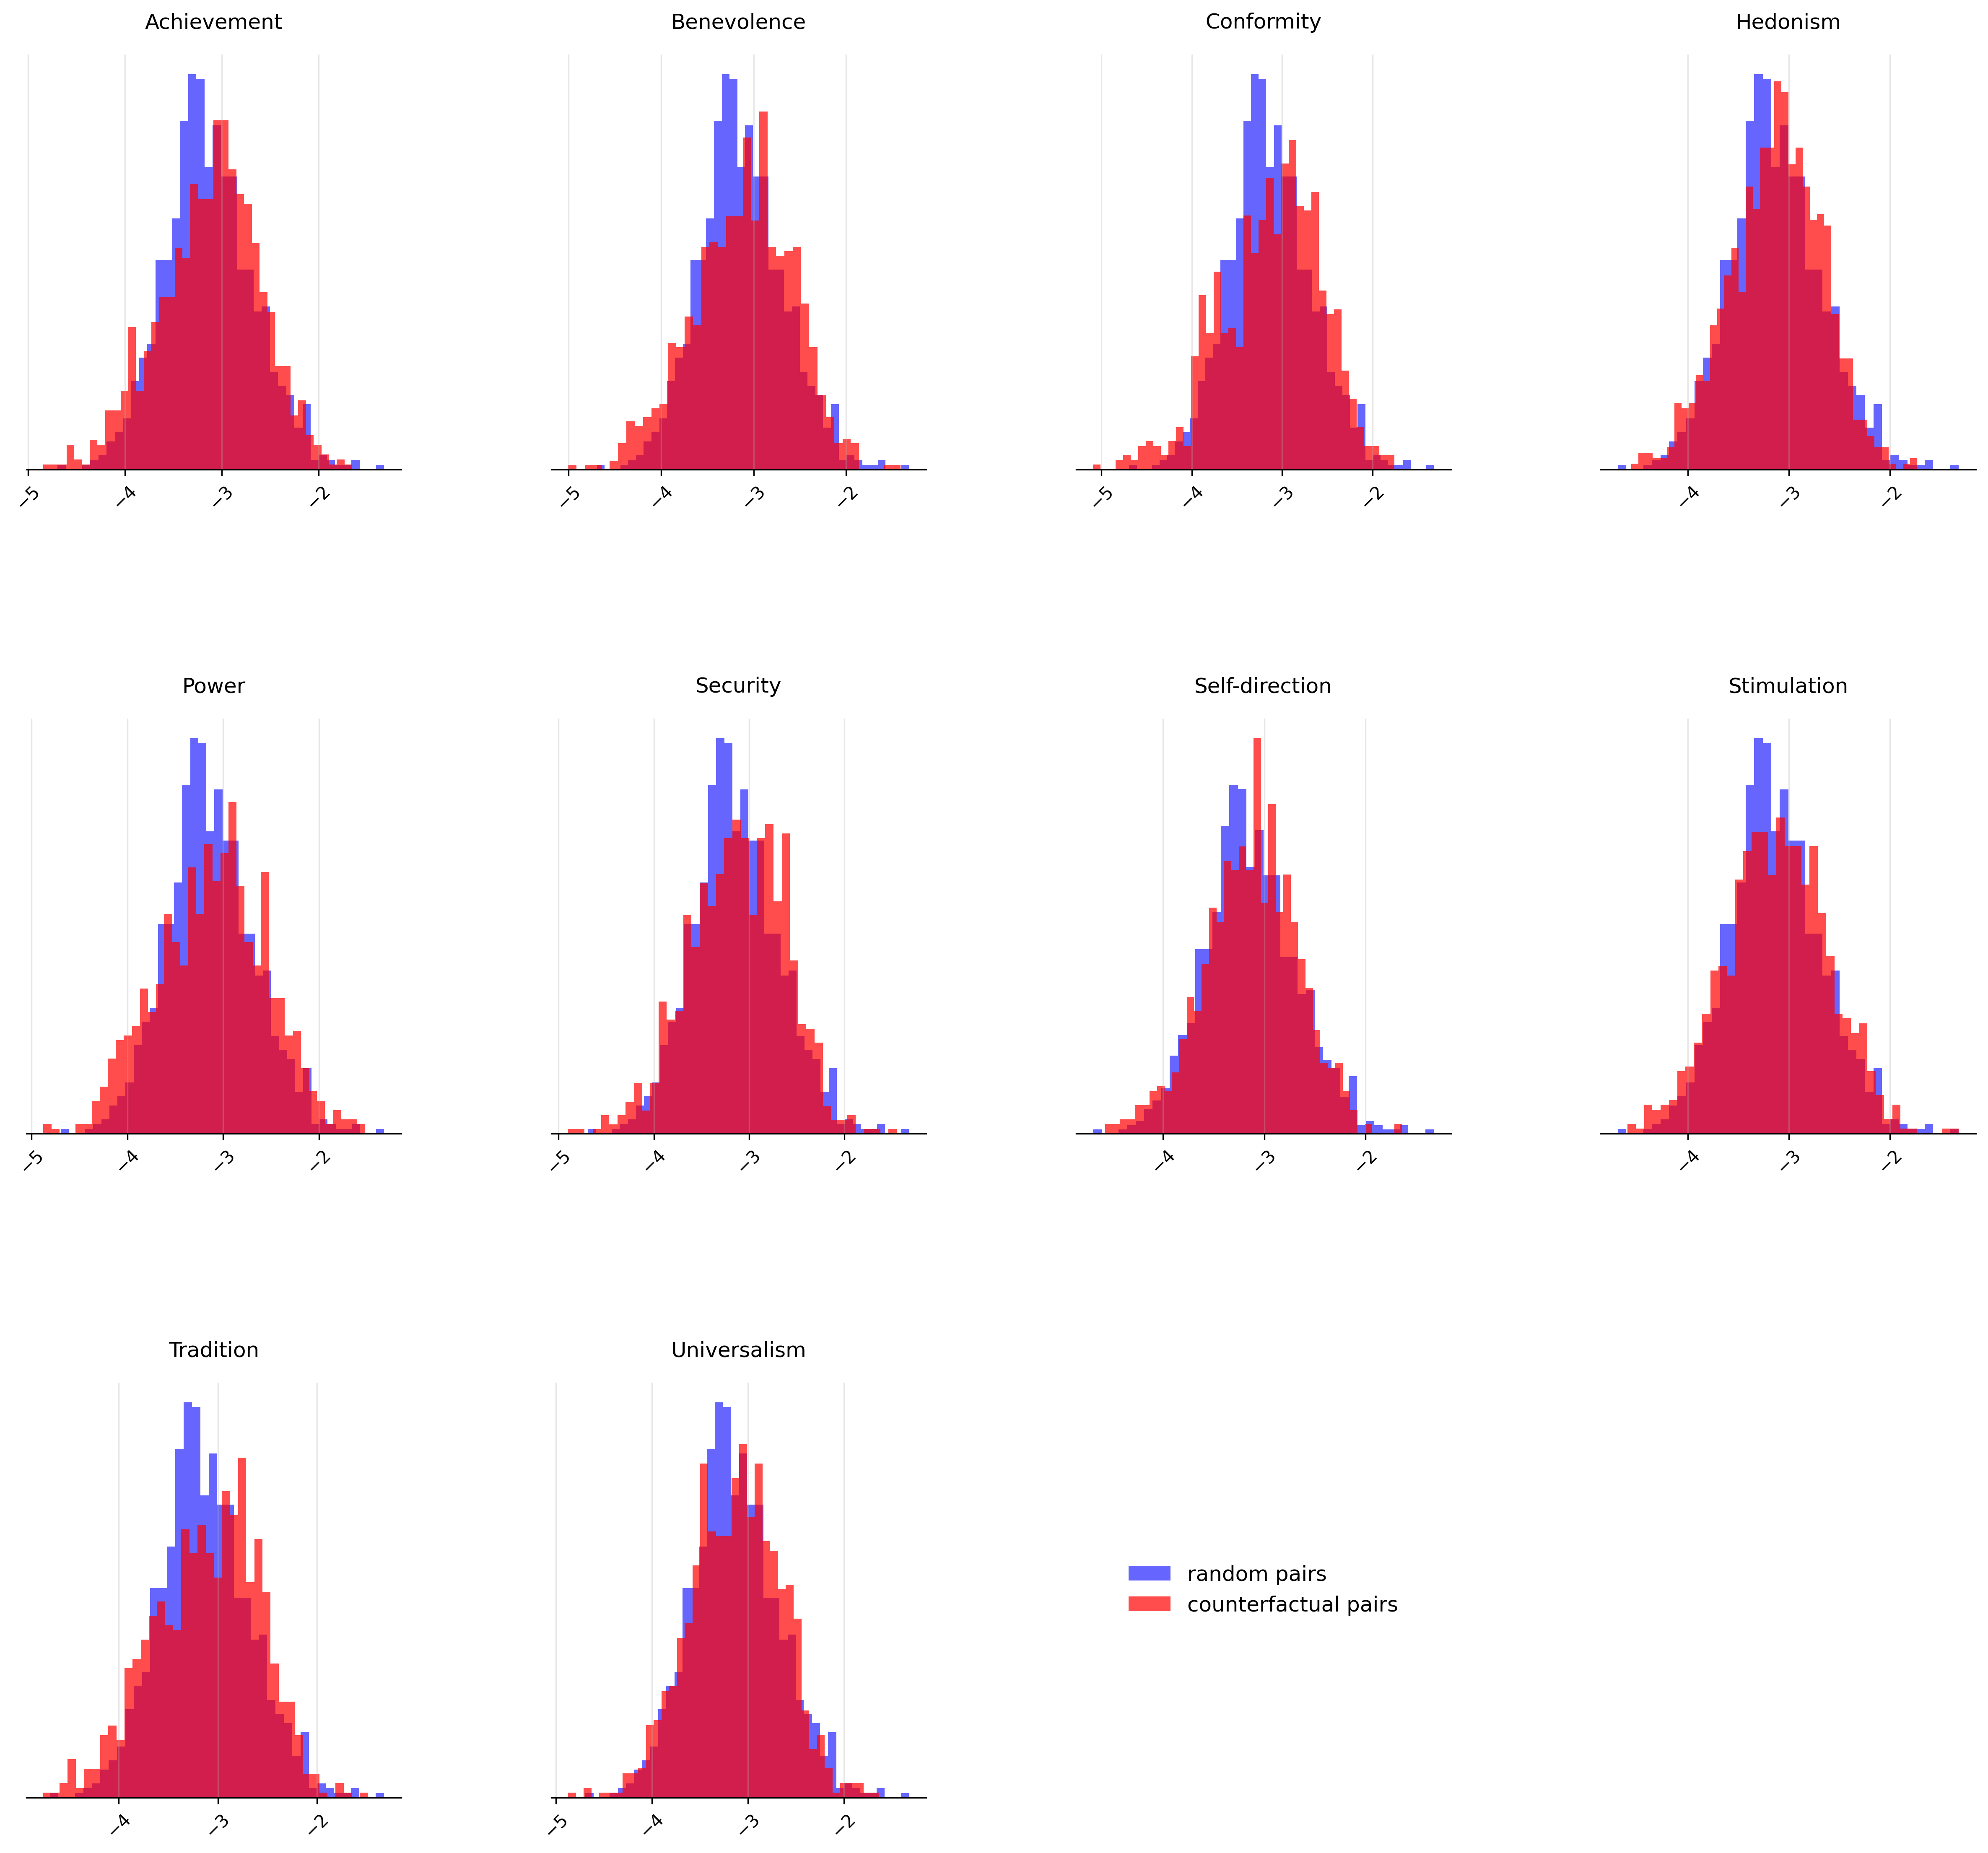 Achievement
Benevolence
Conformity
Hedonism
−5 −4 −3 −2
−5 −4 −3 −2
−5 −4 −3 −2
−4 −3 −2
Power
Security
Self-direction
Stimulation
−5 −4 −3 −2
−5 −4 −3 −2
−4 −3 −2
−4 −3 −2
Tradition
Universalism
random pairs
counterfactual pairs
−4 −3 −2
−5 −4 −3 −2